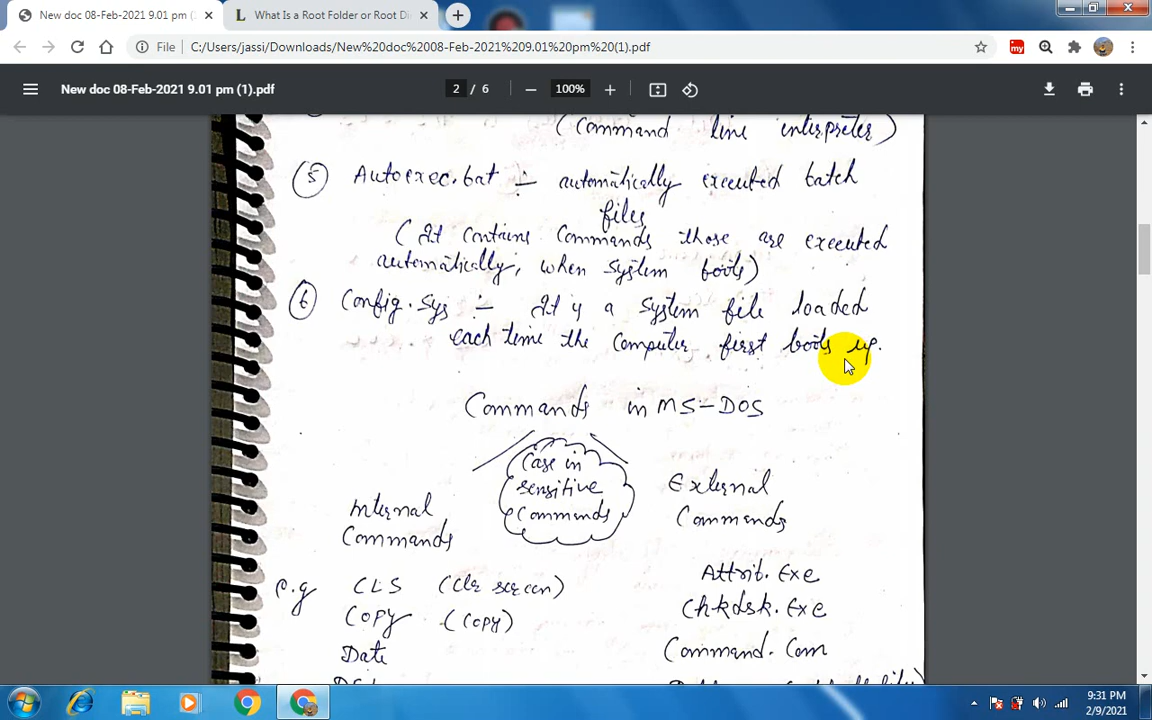 New doc 08-Feb-2021 9.01 pm (1).pdf
What Is a Root Folder or Root Di
File
C:/Users/jassi/Downloads/New%20doc%2008-Feb-2021%209.01%20pm%20(1).pdf
my
New doc 08-Feb-2021 9.01 pm (1).pdf
2 / 6
100%
(Command line interpreter)
(5) Autoexec.bat :- automatically executed batch
files
(It contains Commands those are executed
automatically, when system boots)
(6) Config.sys :- It is a system file loaded
each time the computer first boots up.
Commands in MS-DOS
Case in
sensitive
Commands
Internal
Commands
External
Commands
e.g CLS (Clr screen)
COPY (COPY)
Date
Attrib.Exe
Chkdsk.Exe
Command.Com
9:31 PM
2/9/2021